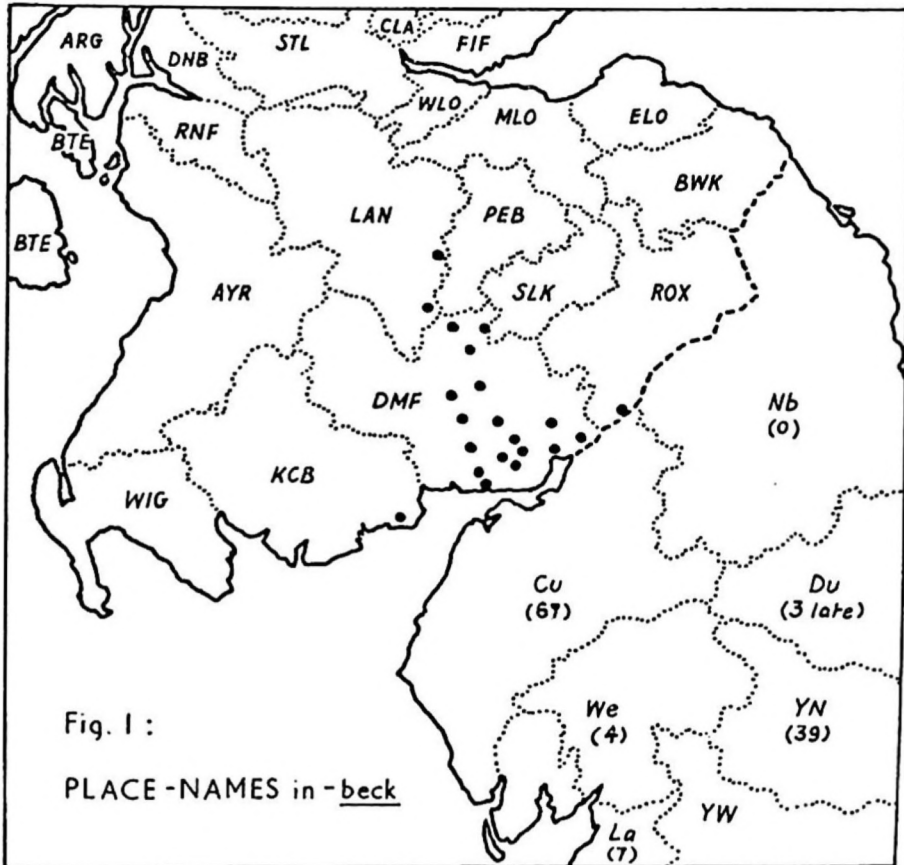 CLA
ARG
STL
FIF
DNB
WLO
MLO
ELO
RNF
BTE
BWK
LAN
PEB
BTE
AYR
SLK
ROX
DMF
Nb
(0)
KCB
WIG
Cu
(67)
Du
(3 late)
We
(4)
YN
(39)
Fig. 1 :
PLACE-NAMES in -beck
YW
La
(7)